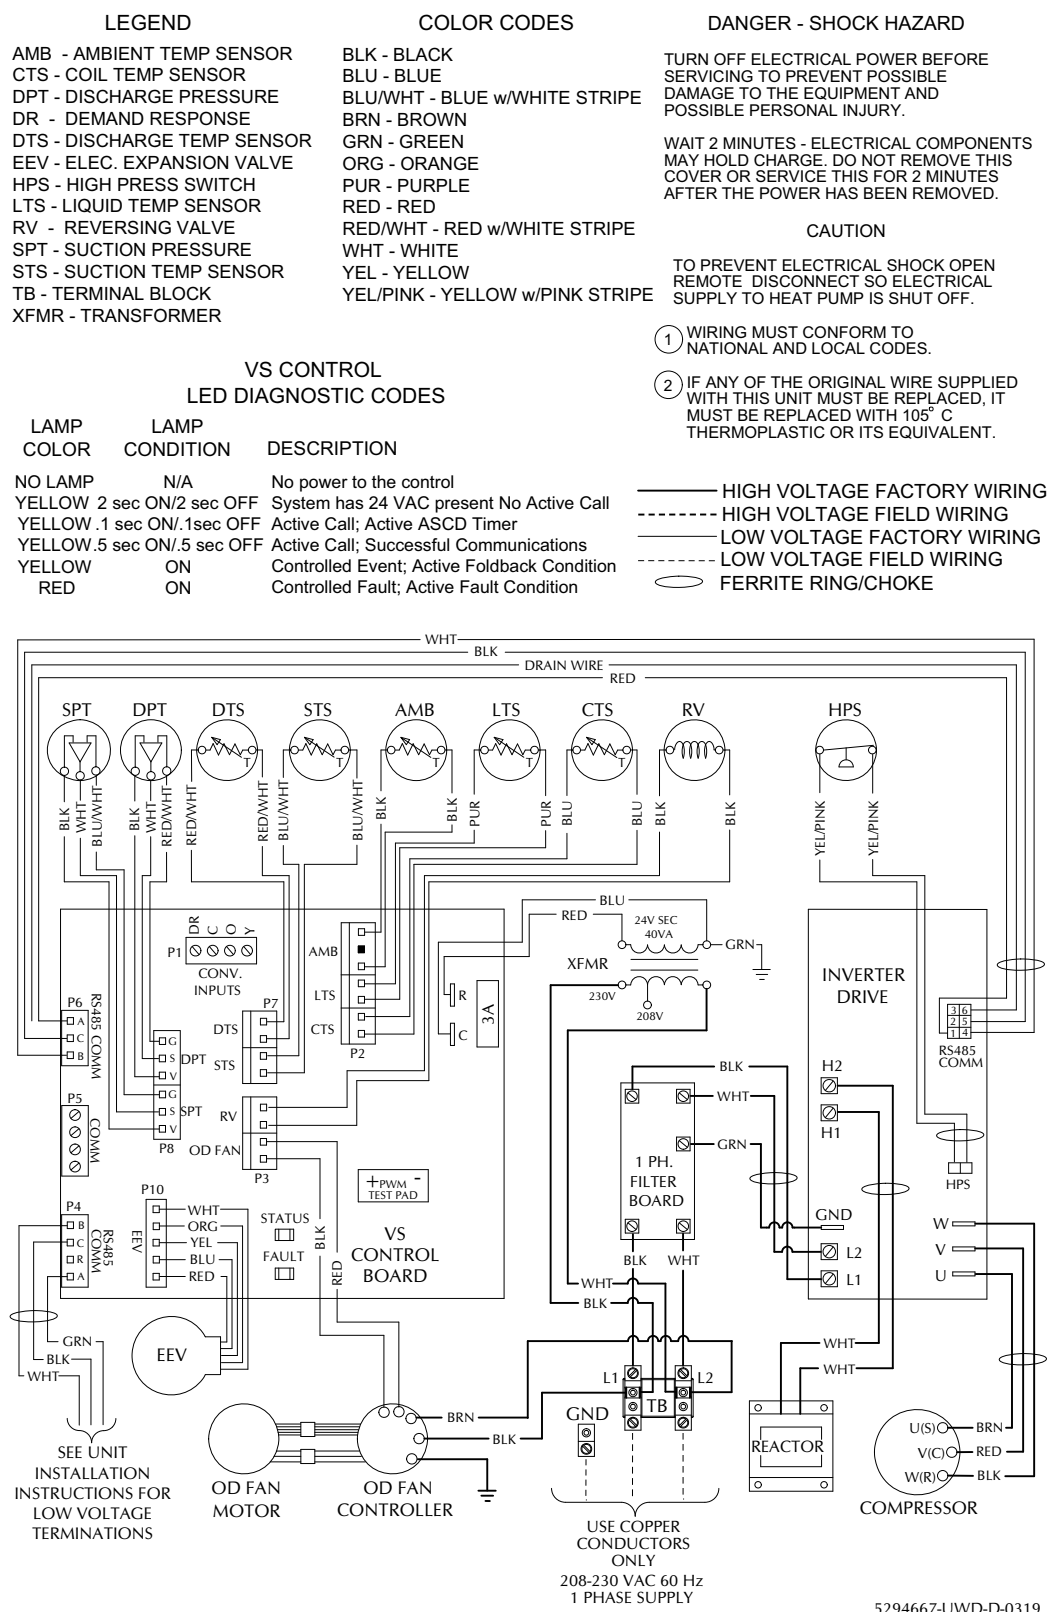 LEGEND
AMB - AMBIENT TEMP SENSOR
CTS - COIL TEMP SENSOR
DPT - DISCHARGE PRESSURE
DR - DEMAND RESPONSE
DTS - DISCHARGE TEMP SENSOR
EEV - ELEC. EXPANSION VALVE
HPS - HIGH PRESS SWITCH
LTS - LIQUID TEMP SENSOR
RV - REVERSING VALVE
SPT - SUCTION PRESSURE
STS - SUCTION TEMP SENSOR
TB - TERMINAL BLOCK
XFMR - TRANSFORMER
COLOR CODES
BLK - BLACK
BLU - BLUE
BLU/WHT - BLUE w/WHITE STRIPE
BRN - BROWN
GRN - GREEN
ORG - ORANGE
PUR - PURPLE
RED - RED
RED/WHT - RED w/WHITE STRIPE
WHT - WHITE
YEL - YELLOW
YEL/PINK - YELLOW w/PINK STRIPE
DANGER - SHOCK HAZARD
TURN OFF ELECTRICAL POWER BEFORE
SERVICING TO PREVENT POSSIBLE
DAMAGE TO THE EQUIPMENT AND
POSSIBLE PERSONAL INJURY.
WAIT 2 MINUTES - ELECTRICAL COMPONENTS
MAY HOLD CHARGE. DO NOT REMOVE THIS
COVER OR SERVICE THIS FOR 2 MINUTES
AFTER THE POWER HAS BEEN REMOVED.
CAUTION
TO PREVENT ELECTRICAL SHOCK OPEN
REMOTE DISCONNECT SO ELECTRICAL
SUPPLY TO HEAT PUMP IS SHUT OFF.
1 WIRING MUST CONFORM TO
NATIONAL AND LOCAL CODES.
2 IF ANY OF THE ORIGINAL WIRE SUPPLIED
WITH THIS UNIT MUST BE REPLACED, IT
MUST BE REPLACED WITH 105° C
THERMOPLASTIC OR ITS EQUIVALENT.
VS CONTROL
LED DIAGNOSTIC CODES
LAMP COLOR LAMP CONDITION DESCRIPTION
NO LAMP N/A No power to the control
YELLOW 2 sec ON/2 sec OFF System has 24 VAC present No Active Call
YELLOW .1 sec ON/.1sec OFF Active Call; Active ASCD Timer
YELLOW .5 sec ON/.5 sec OFF Active Call; Successful Communications
YELLOW ON Controlled Event; Active Foldback Condition
RED ON Controlled Fault; Active Fault Condition
HIGH VOLTAGE FACTORY WIRING
HIGH VOLTAGE FIELD WIRING
LOW VOLTAGE FACTORY WIRING
LOW VOLTAGE FIELD WIRING
FERRITE RING/CHOKE
WHT
BLK
DRAIN WIRE
RED
SPT DPT DTS STS AMB LTS CTS RV HPS
T T T T T
BLK WHT BLU/WHT BLK WHT RED/WHT RED/WHT RED/WHT BLU/WHT BLU/WHT BLK BLK PUR PUR BLU BLU BLK BLK YEL/PINK YEL/PINK
BLU
RED
24V SEC
40VA
GRN
XFMR
230V
208V
P1
DR C O Y
CONV.
INPUTS
AMB
LTS
CTS
P2
R
C
3A
P6
A
C
B
RS485 COMM
P5
COMM
G
S DPT
V
G
S SPT
V
P8
P7
DTS
STS
RV
OD FAN
P3
+ PWM -
TEST PAD
P4
B
C
R
A
RS485
COMM
P10
EEV
WHT
ORG
YEL
BLU
RED
STATUS
FAULT
VS
CONTROL
BOARD
BLK
RED
INVERTER
DRIVE
3 6
2 5
1 4
RS485
COMM
H2
H1
HPS
GND
L2
L1
W
V
U
BLK
WHT
GRN
1 PH.
FILTER
BOARD
BLK
WHT
WHT
BLK
GRN
BLK
WHT
EEV
SEE UNIT
INSTALLATION
INSTRUCTIONS FOR
LOW VOLTAGE
TERMINATIONS
OD FAN
MOTOR
OD FAN
CONTROLLER
BRN
BLK
L1
L2
TB
GND
USE COPPER
CONDUCTORS
ONLY
208-230 VAC 60 Hz
1 PHASE SUPPLY
WHT
WHT
REACTOR
U(S) BRN
V(C) RED
W(R) BLK
COMPRESSOR
5294667-UWD-D-0319